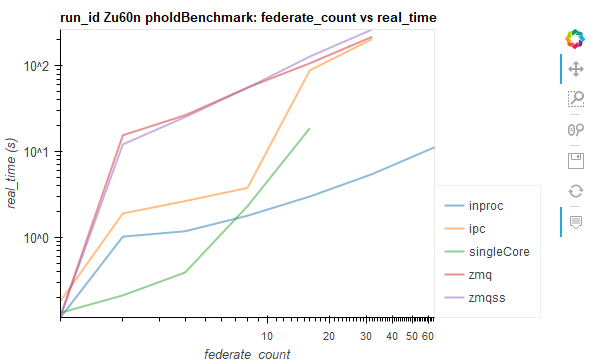 run_id Zu60n pholdBenchmark: federate_count vs real_time
10^2
10^1
10^0
real_time (s)
10
20
30
40
50
60
federate_count
inproc
ipc
singleCore
zmq
zmqss